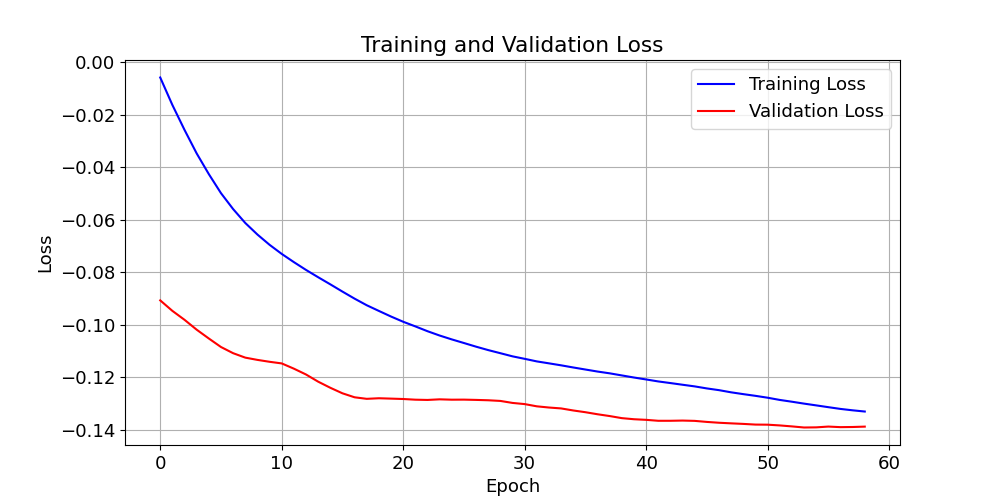 Training and Validation Loss
Training Loss
Validation Loss
0.00
−0.02
−0.04
−0.06
−0.08
−0.10
−0.12
−0.14
Loss
0 10 20 30 40 50 60
Epoch